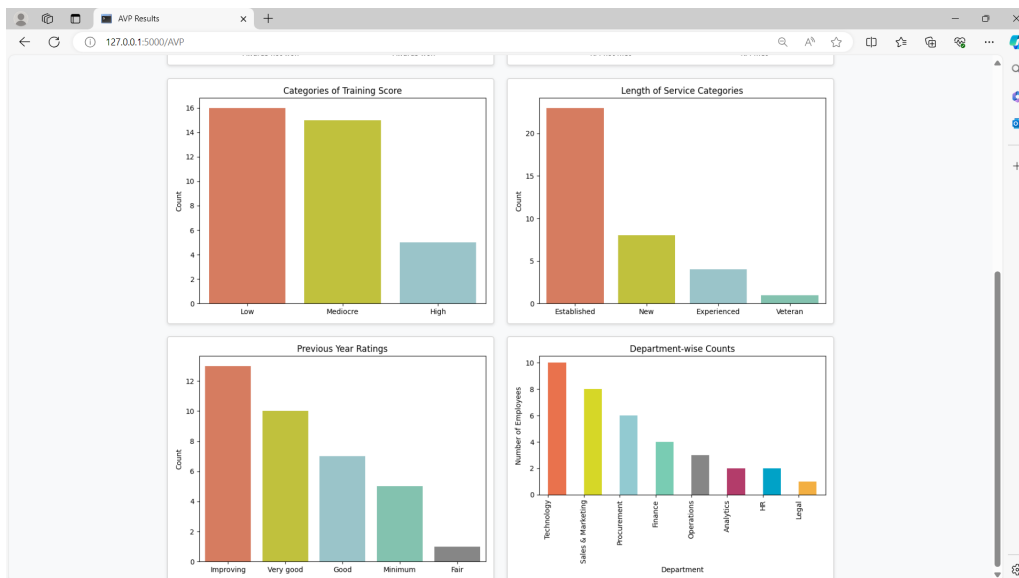 AVP Results
127.0.0.1:5000/AVP
Categories of Training Score
Count
16
14
12
10
8
6
4
2
0
Low Mediocre High
Length of Service Categories
Count
20
15
10
5
0
Established New Experienced Veteran
Previous Year Ratings
Count
12
10
8
6
4
2
0
Improving Very good Good Minimum Fair
Department-wise Counts
Number of Employees
10
8
6
4
2
0
Technology
Sales & Marketing
Procurement
Finance
Operations
Analytics
HR
Legal
Department